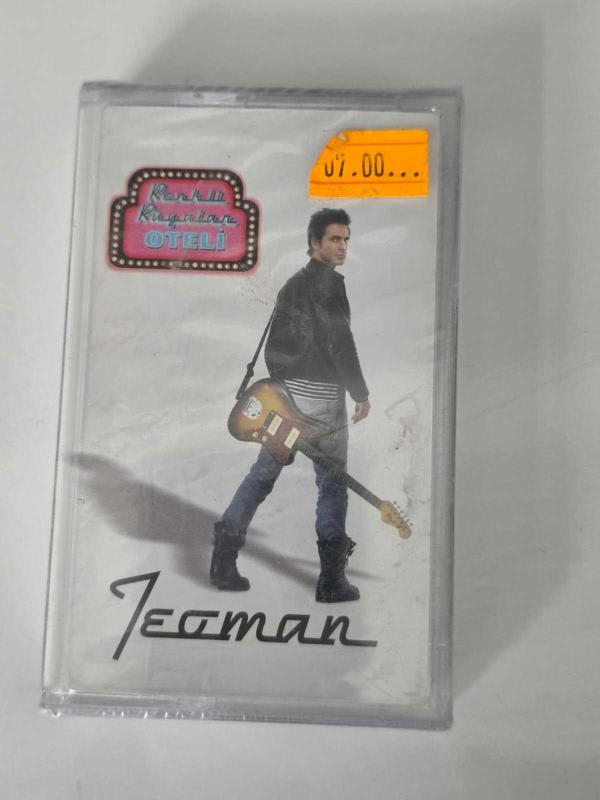 07.00...
Renkli
Rüyalar
OTELİ
Teoman